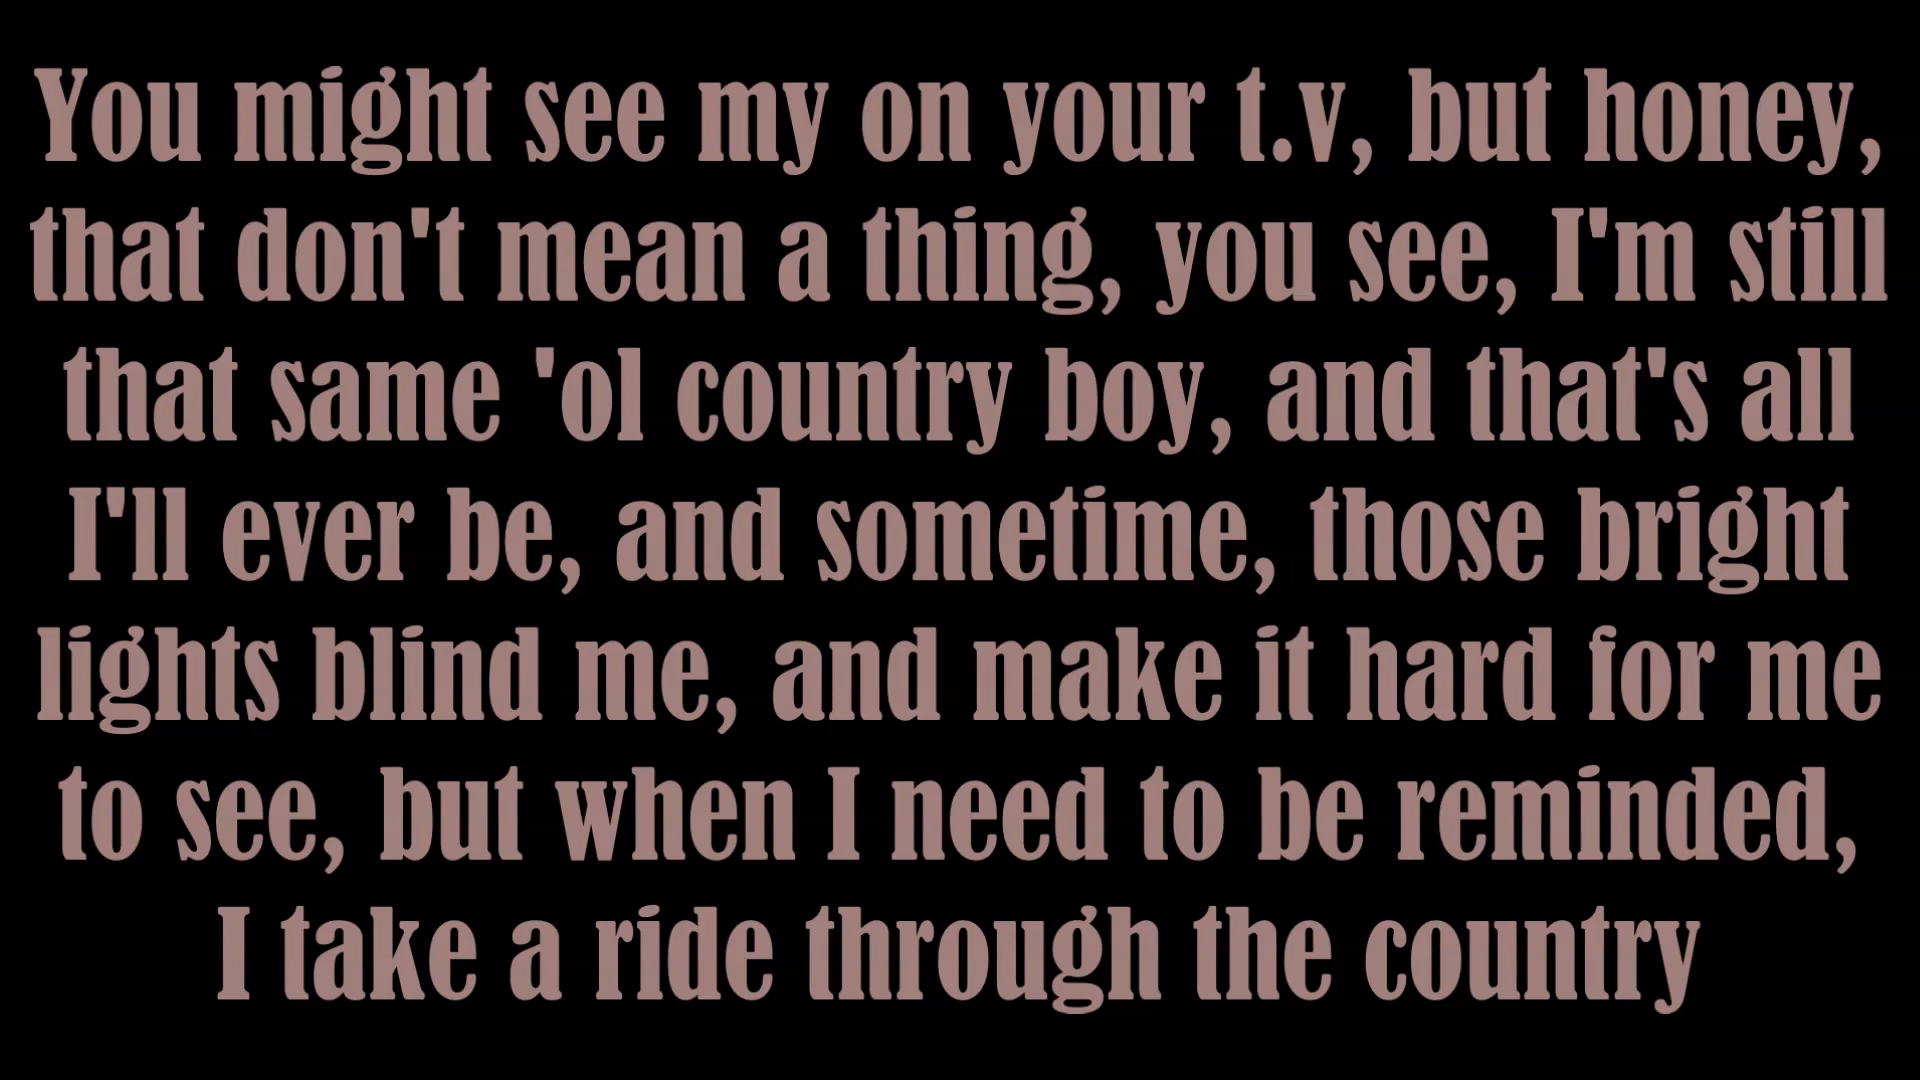 You might see my on your t.v, but honey,
that don't mean a thing, you see, I'm still
that same 'ol country boy, and that's all
I'll ever be, and sometime, those bright
lights blind me, and make it hard for me
to see, but when I need to be reminded,
I take a ride through the country